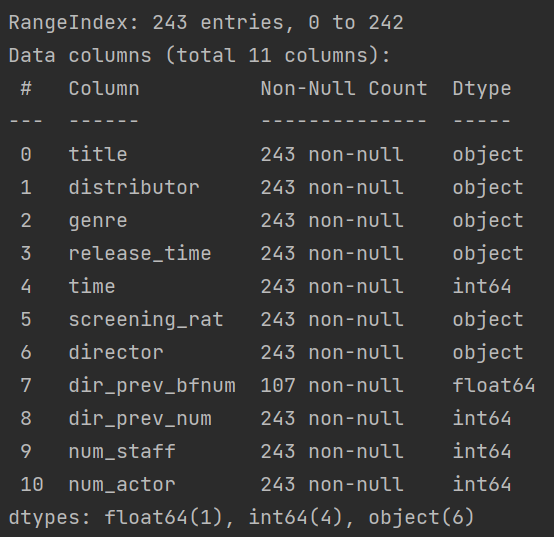 RangeIndex: 243 entries, 0 to 242
Data columns (total 11 columns):
 #   Column          Non-Null Count  Dtype
---  ------          --------------  -----
 0   title           243 non-null    object
 1   distributor     243 non-null    object
 2   genre           243 non-null    object
 3   release_time    243 non-null    object
 4   time            243 non-null    int64
 5   screening_rat   243 non-null    object
 6   director        243 non-null    object
 7   dir_prev_bfnum  107 non-null    float64
 8   dir_prev_num    243 non-null    int64
 9   num_staff       243 non-null    int64
 10  num_actor       243 non-null    int64
dtypes: float64(1), int64(4), object(6)